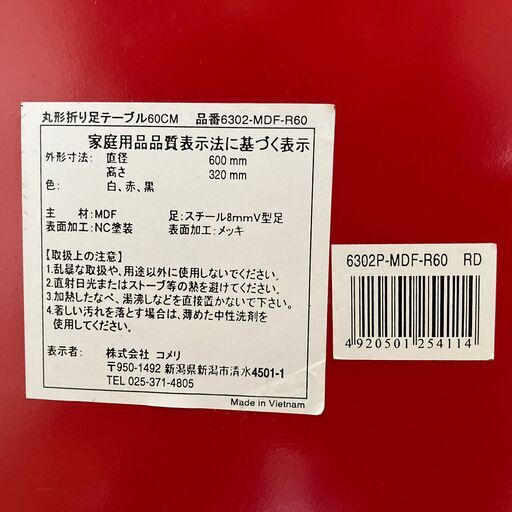 丸形折り足テーブル60CM 品番6302-MDF-R60
家庭用品品質表示法に基づく表示
外形寸法: 直径 600 mm
高さ 320 mm
色: 白、赤、黒
主 材:MDF 足:スチール8mmV型足
表面加工:NC塗装 表面加工:メッキ
【取扱上の注意】
1.乱暴な取扱や、用途以外に使用しないでください。
2.直射日光またはストーブ等の熱を避けてください。
3.加熱したなべ、湯沸しなどを直接置かないで下さい。
4.著しい汚れを落とす場合は、薄めた中性洗剤を
使用してください。
表示者: 株式会社 コメリ
〒950-1492 新潟県新潟市清水4501-1
TEL 025-371-4805
Made in Vietnam
6302P-MDF-R60 RD
4920501254114